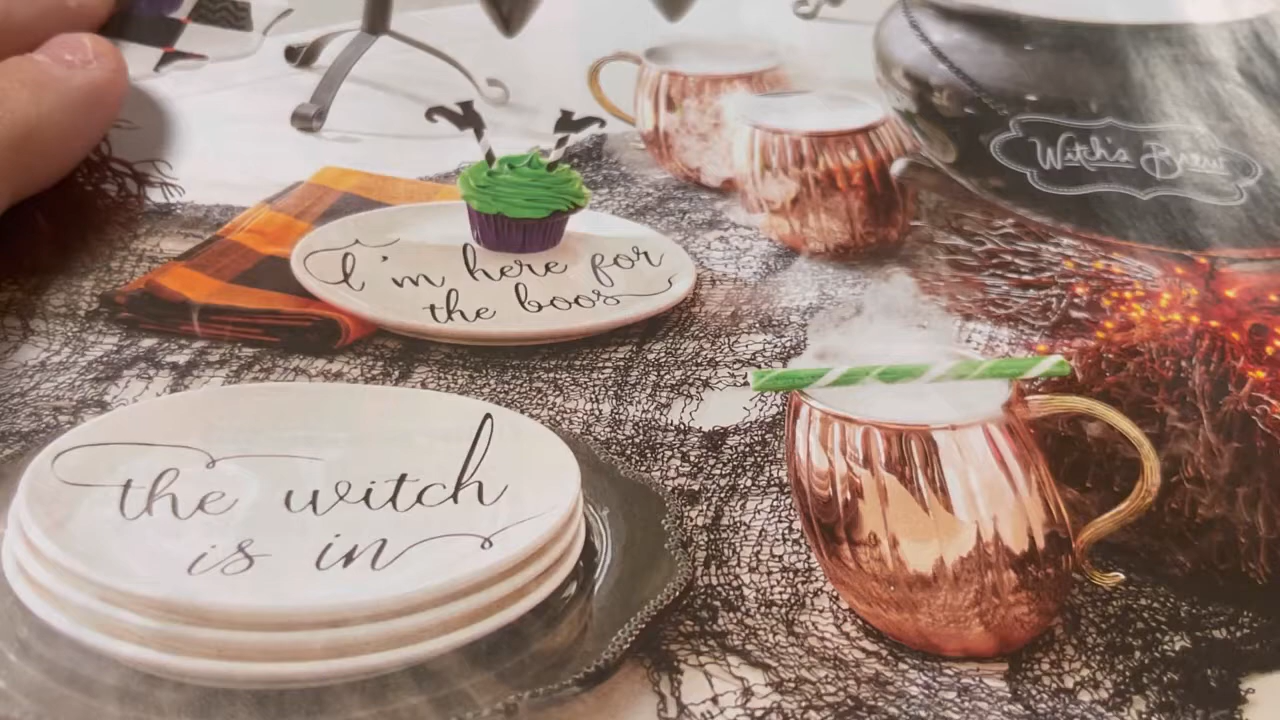 Witch's Brew
I'm here for
the boos
the witch
is in